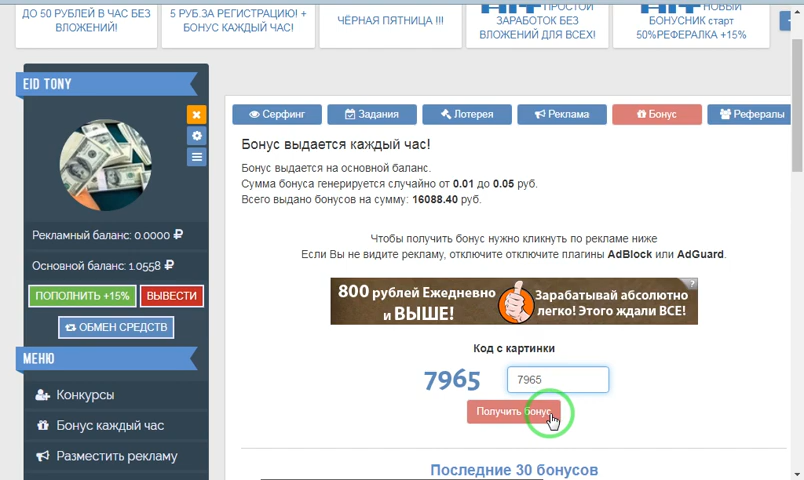 ДО 50 РУБЛЕЙ В ЧАС БЕЗ
ВЛОЖЕНИЙ!
5 РУБ.ЗА РЕГИСТРАЦИЮ! +
БОНУС КАЖДЫЙ ЧАС!
ЧЁРНАЯ ПЯТНИЦА !!!
ПРОСТОЙ
ЗАРАБОТОК БЕЗ
ВЛОЖЕНИЙ ДЛЯ ВСЕХ!
НОВЫЙ
БОНУСНИК старт
50%РЕФЕРАЛКА +15%
EID TONY
Рекламный баланс: 0.0000 ₽
Основной баланс: 1.0558 ₽
ПОПОЛНИТЬ +15%
ВЫВЕСТИ
ОБМЕН СРЕДСТВ
МЕНЮ
Конкурсы
Бонус каждый час
Разместить рекламу
Серфинг
Задания
Лотерея
Реклама
Бонус
Рефералы
Бонус выдается каждый час!
Бонус выдается на основной баланс.
Сумма бонуса генерируется случайно от 0.01 до 0.05 руб.
Всего выдано бонусов на сумму: 16088.40 руб.
Чтобы получить бонус нужно кликнуть по рекламе ниже
Если Вы не видите рекламу, отключите отключите плагины AdBlock или AdGuard.
800 рублей Ежедневно
и ВЫШЕ!
Зарабатывай абсолютно
легко! Этого ждали ВСЕ!
?
Код с картинки
7965
7965
Получить бонус
Последние 30 бонусов